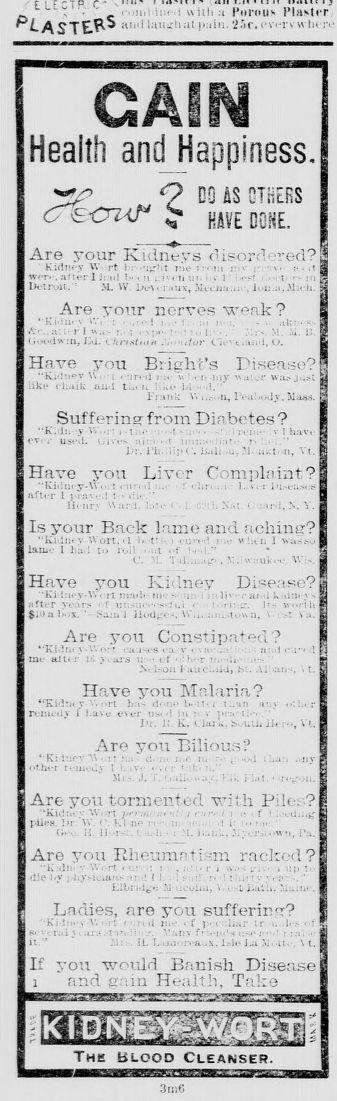 ELECTRIC
PLASTERS
combined with a Porous Plaster
and laugh at pain. 25c. everywhere
GAIN
Health and Happiness.
How?
DO AS OTHERS
HAVE DONE.
Are your Kidneys disordered?
"Kidney Wort brought me from my grave, as it
were, after I had been given up by
Detroit." M. W. Deveraux, Mechanic, Ionia, Mich.
Are your nerves weak?
"Kidney Wort cured me from
&c., after I was not expected to live." Mrs. M. M. B.
Goodwin, Ed. Christian Monitor Cleveland, O.
Have you Bright's Disease?
"Kidney Wort cured me when my water was just
like chalk and then like blood."
Frank Wilson, Peabody, Mass.
Suffering from Diabetes?
"Kidney-Wort is the most successful remedy I have
ever used. Gives almost immediate relief."
Dr. Phillip C. Ballou, Monkton, Vt.
Have you Liver Complaint?
"Kidney-Wort cured me of chronic Liver Diseases
after I prayed to die."
Henry Ward, late Col. Nat. Guard, N. Y.
Is your Back lame and aching?
"Kidney-Wort, (1 bottle) cured me when I was so
lame I had to roll out of bed."
C. M. Tallmage, Milwaukee, Wis.
Have you Kidney Disease?
"Kidney-Wort made me sound in liver and kidneys
after years of unsuccessful doctoring. Its worth
$10 a box."-Sam'l Hodges, Williamstown, West Va.
Are you Constipated?
"Kidney-Wort causes easy evacuations and cured
me after 16 years use of other medicines."
Nelson Fairchild, St. Albans, Vt.
Have you Malaria?
"Kidney-Wort has done better than any other
remedy I have ever used in my practice."
Dr. R. K. Clark, South Hero, Vt.
Are you Bilious?
"Kidney Wort has done me more good than any
other remedy I have ever taken."
Mrs. J. T. Galloway, Elk Flat, Oregon.
Are you tormented with Piles?
"Kidney-Wort permanently cured me of bleeding
piles. Dr. W. C. Kline recommended it to me."
Geo. H. Horst, Cashier M. Bank, Myerstown, Pa.
Are you Rheumatism racked?
"Kidney-Wort cured me, after I was given up to
die by physicians and I had suffered thirty years."
Elbridge Malcolm, West Bath, Maine.
Ladies, are you suffering?
"Kidney-Wort cured me of peculiar troubles of
several years standing. Many friends use and praise
it." Mrs. H. Lamoreaux, Isle La Motte, Vt.
If you would Banish Disease
1 and gain Health, Take
KIDNEY-WORT
THE BLOOD CLEANSER.
3m6